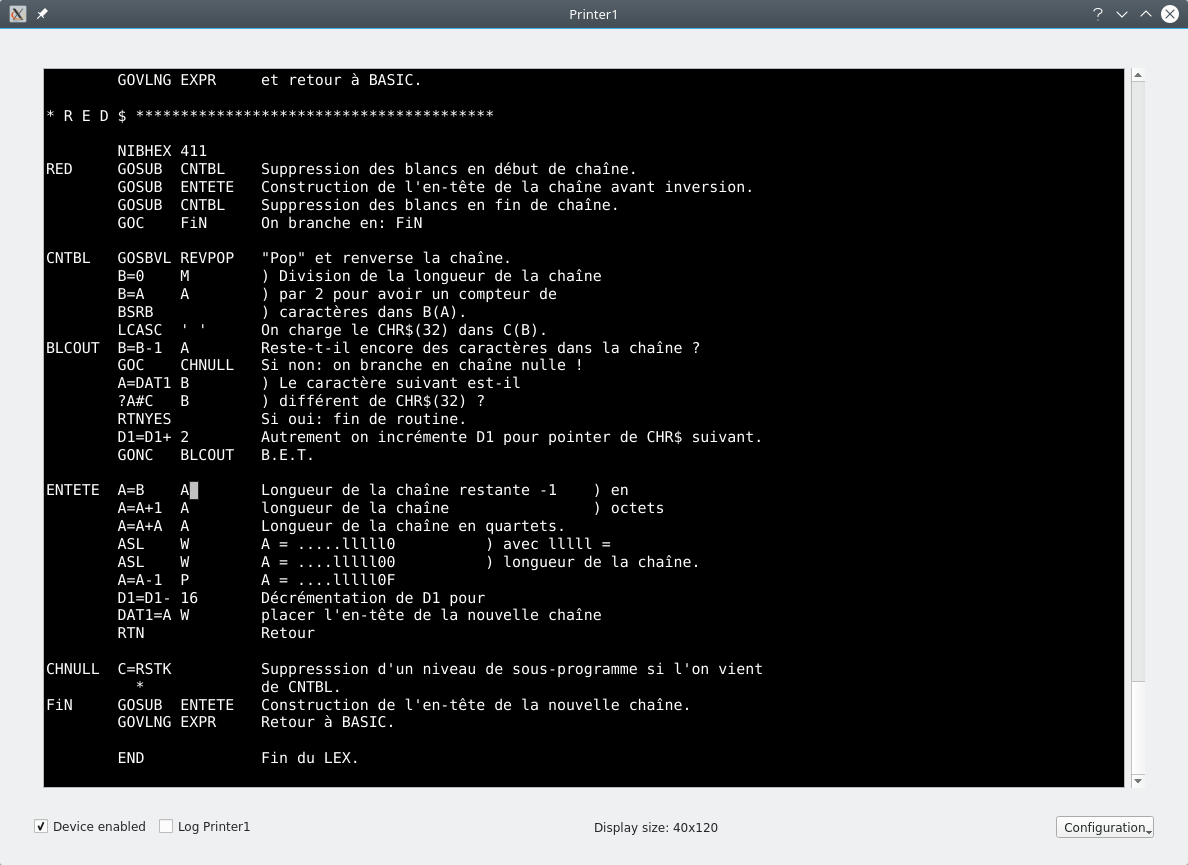 Printer1
        GOVLNG EXPR     et retour à BASIC.
* R E D $ ****************************************
        NIBHEX 411
RED     GOSUB  CNTBL    Suppression des blancs en début de chaîne.
        GOSUB  ENTETE   Construction de l'en-tête de la chaîne avant inversion.
        GOSUB  CNTBL    Suppression des blancs en fin de chaîne.
        GOC    FiN      On branche en: FiN
CNTBL   GOSBVL REVPOP   "Pop" et renverse la chaîne.
        B=0    M        ) Division de la longueur de la chaîne
        B=A    A        ) par 2 pour avoir un compteur de
        BSRB            ) caractères dans B(A).
        LCASC  ' '      On charge le CHR$(32) dans C(B).
BLCOUT  B=B-1  A        Reste-t-il encore des caractères dans la chaîne ?
        GOC    CHNULL   Si non: on branche en chaîne nulle !
        A=DAT1 B        ) Le caractère suivant est-il
        ?A#C   B        ) différent de CHR$(32) ?
        RTNYES          Si oui: fin de routine.
        D1=D1+ 2        Autrement on incrémente D1 pour pointer de CHR$ suivant.
        GONC   BLCOUT   B.E.T.
ENTETE  A=B    A        Longueur de la chaîne restante -1    ) en
        A=A+1  A        longueur de la chaîne                ) octets
        A=A+A  A        Longueur de la chaîne en quartets.
        ASL    W        A = .....lllll0          ) avec lllll =
        ASL    W        A = ....lllll00          ) longueur de la chaîne.
        A=A-1  P        A = ....lllll0F
        D1=D1- 16       Décrémentation de D1 pour
        DAT1=A W        placer l'en-tête de la nouvelle chaîne
        RTN             Retour
CHNULL  C=RSTK          Suppresssion d'un niveau de sous-programme si l'on vient
          *             de CNTBL.
FiN     GOSUB  ENTETE   Construction de l'en-tête de la nouvelle chaîne.
        GOVLNG EXPR     Retour à BASIC.
        END             Fin du LEX.
Device enabled
Log Printer1
Display size: 40x120
Configuration